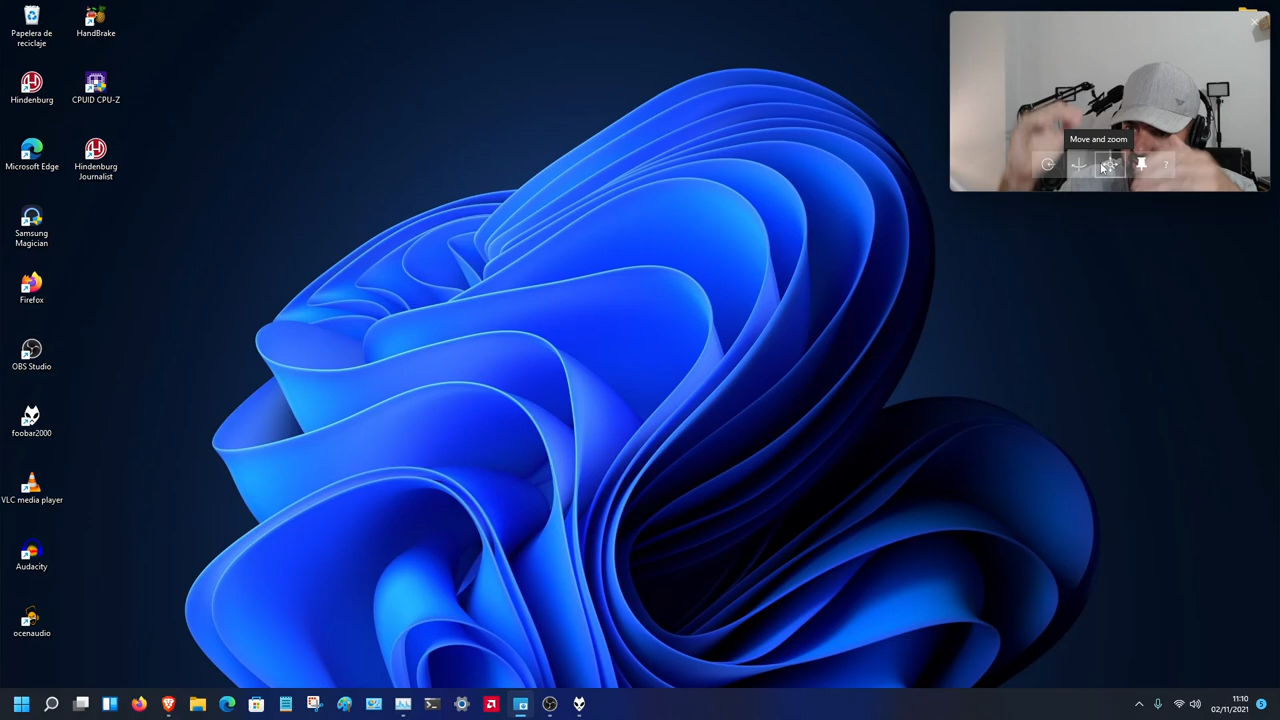 Papelera de
reciclaje
HandBrake
Hindenburg
CPUID CPU-Z
Microsoft Edge
Hindenburg
Journalist
Samsung
Magician
Firefox
OBS Studio
foobar2000
VLC media player
Audacity
ocenaudio
Move and zoom
?
11:10
02/11/2021
5